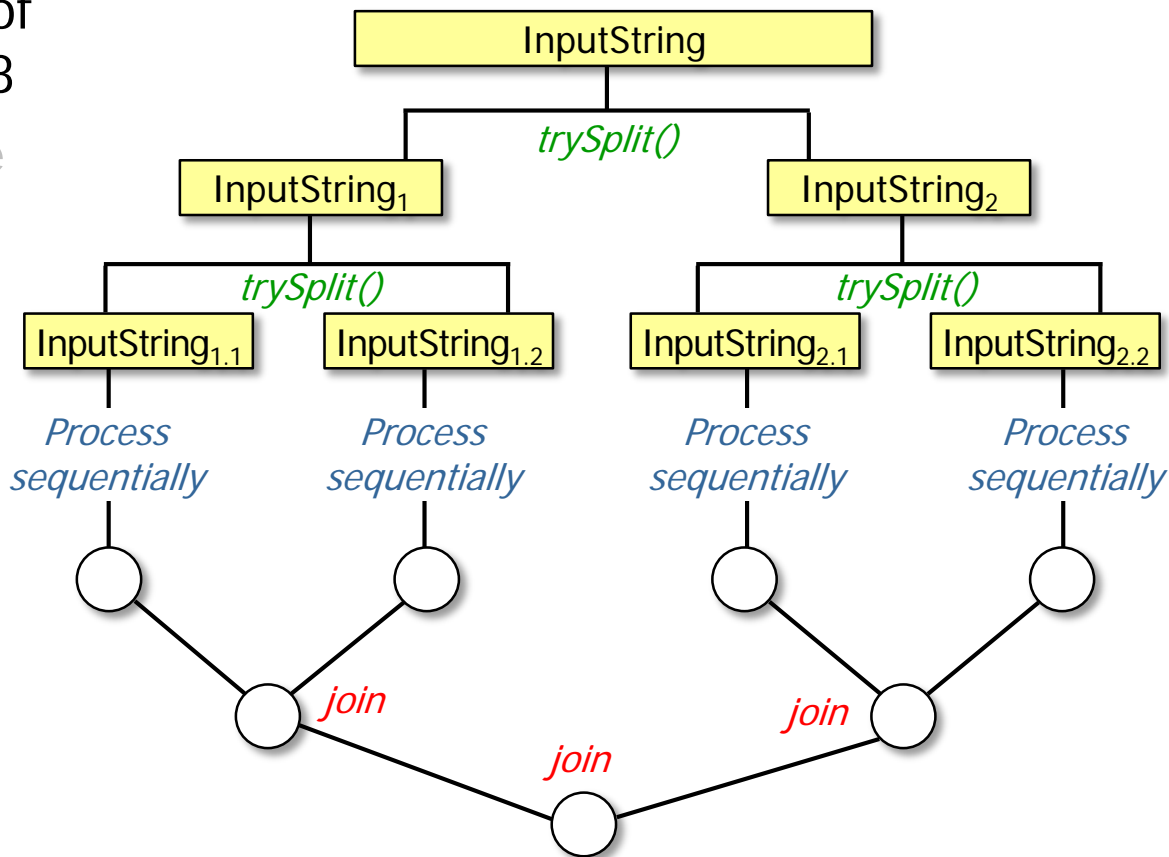 of
InputString
trySplit()
InputString1
InputString2
trySplit()
trySplit()
InputString1.1
InputString1.2
InputString2.1
InputString2.2
Process
sequentially
Process
sequentially
Process
sequentially
Process
sequentially
join
join
join